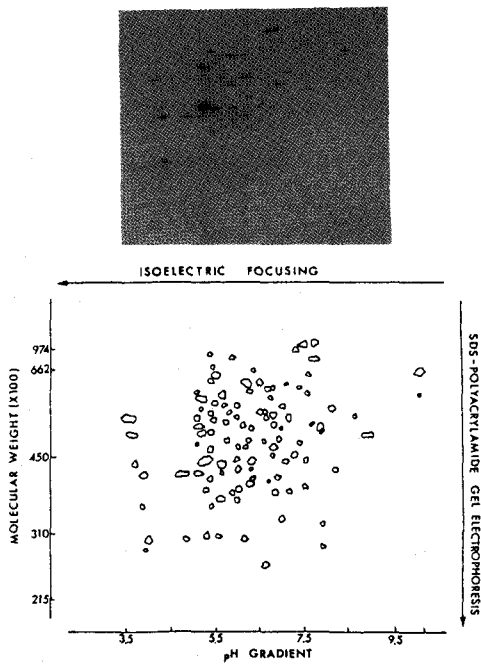 ISOELECTRIC FOCUSING
SDS-POLYACRYLAMIDE GEL ELECTROPHORESIS
MOLECULAR WEIGHT (X100)
974
662
450
310
215
3.5 5.5 7.5 9.5
pH GRADIENT